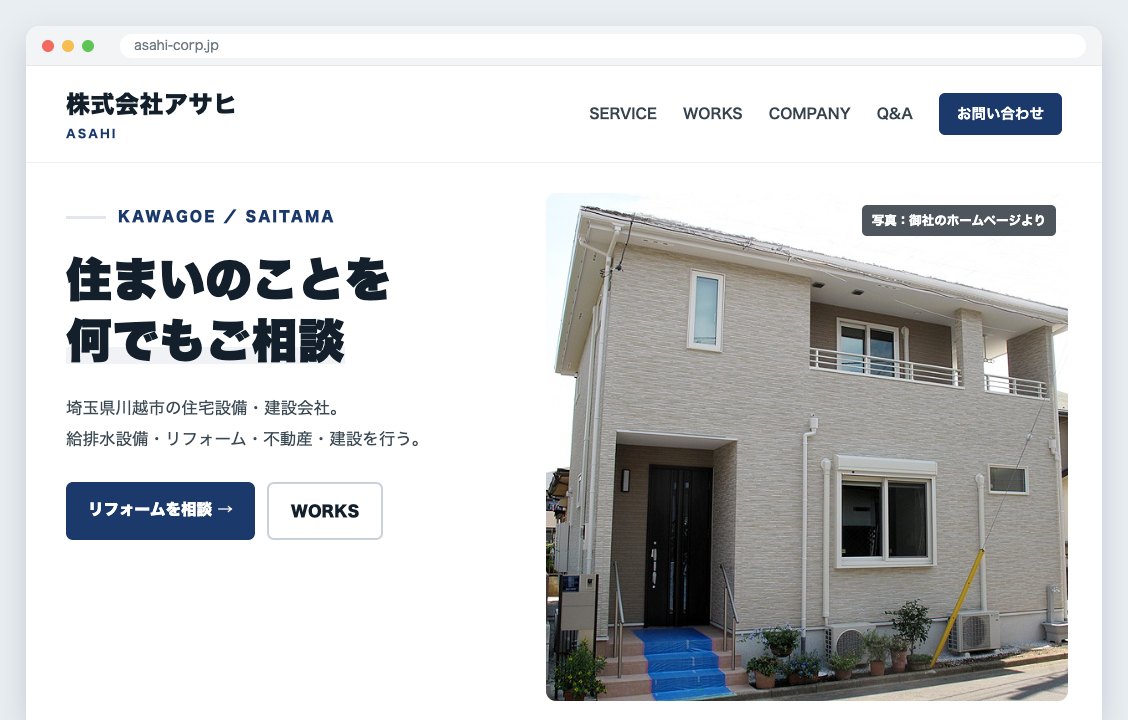 asahi-corp.jp
株式会社アサヒ
ASAHI
SERVICE WORKS COMPANY Q&A お問い合わせ
KAWAGOE ／ SAITAMA
住まいのことを
何でもご相談
埼玉県川越市の住宅設備・建設会社。
給排水設備・リフォーム・不動産・建設を行う。
リフォームを相談 → WORKS
写真：御社のホームページより